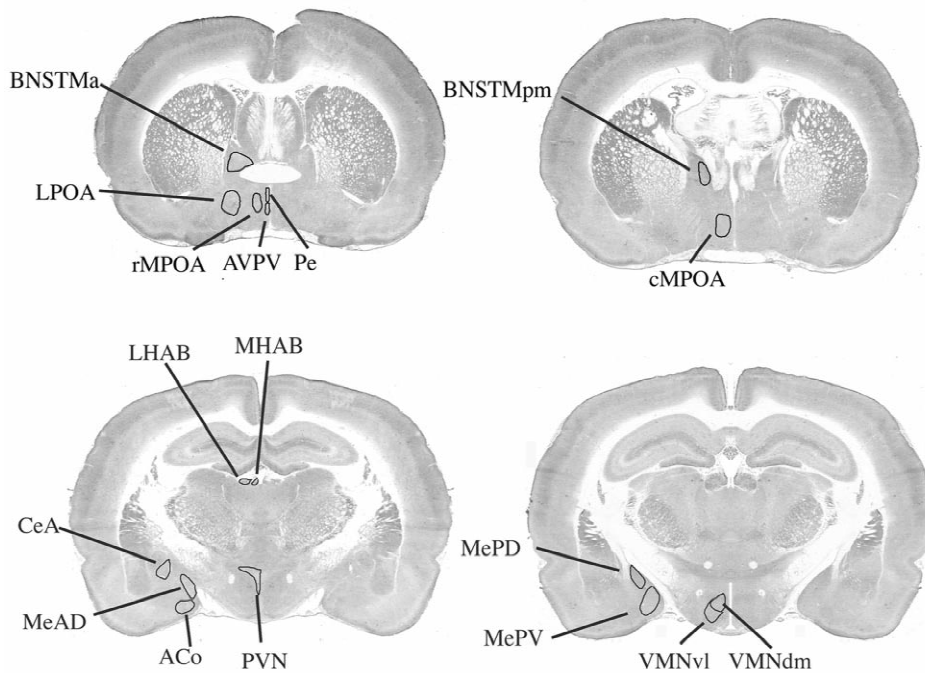 BNSTMa
LPOA
rMPOA AVPV Pe
BNSTMpm
cMPOA
LHAB MHAB
CeA
MeAD
ACo PVN
MePD
MePV
VMNvl VMNdm